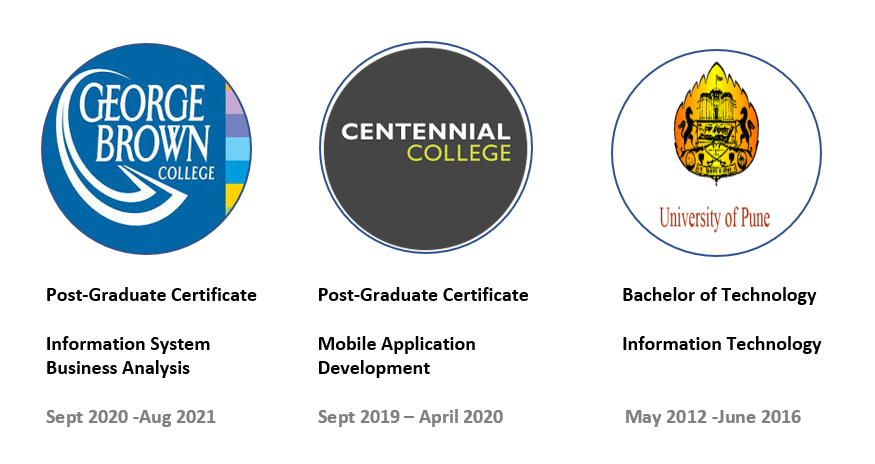 GEORGE
BROWN
COLLEGE
CENTENNIAL
COLLEGE
University of Pune
Post-Graduate Certificate
Information System
Business Analysis
Sept 2020 -Aug 2021
Post-Graduate Certificate
Mobile Application
Development
Sept 2019 – April 2020
Bachelor of Technology
Information Technology
May 2012 -June 2016